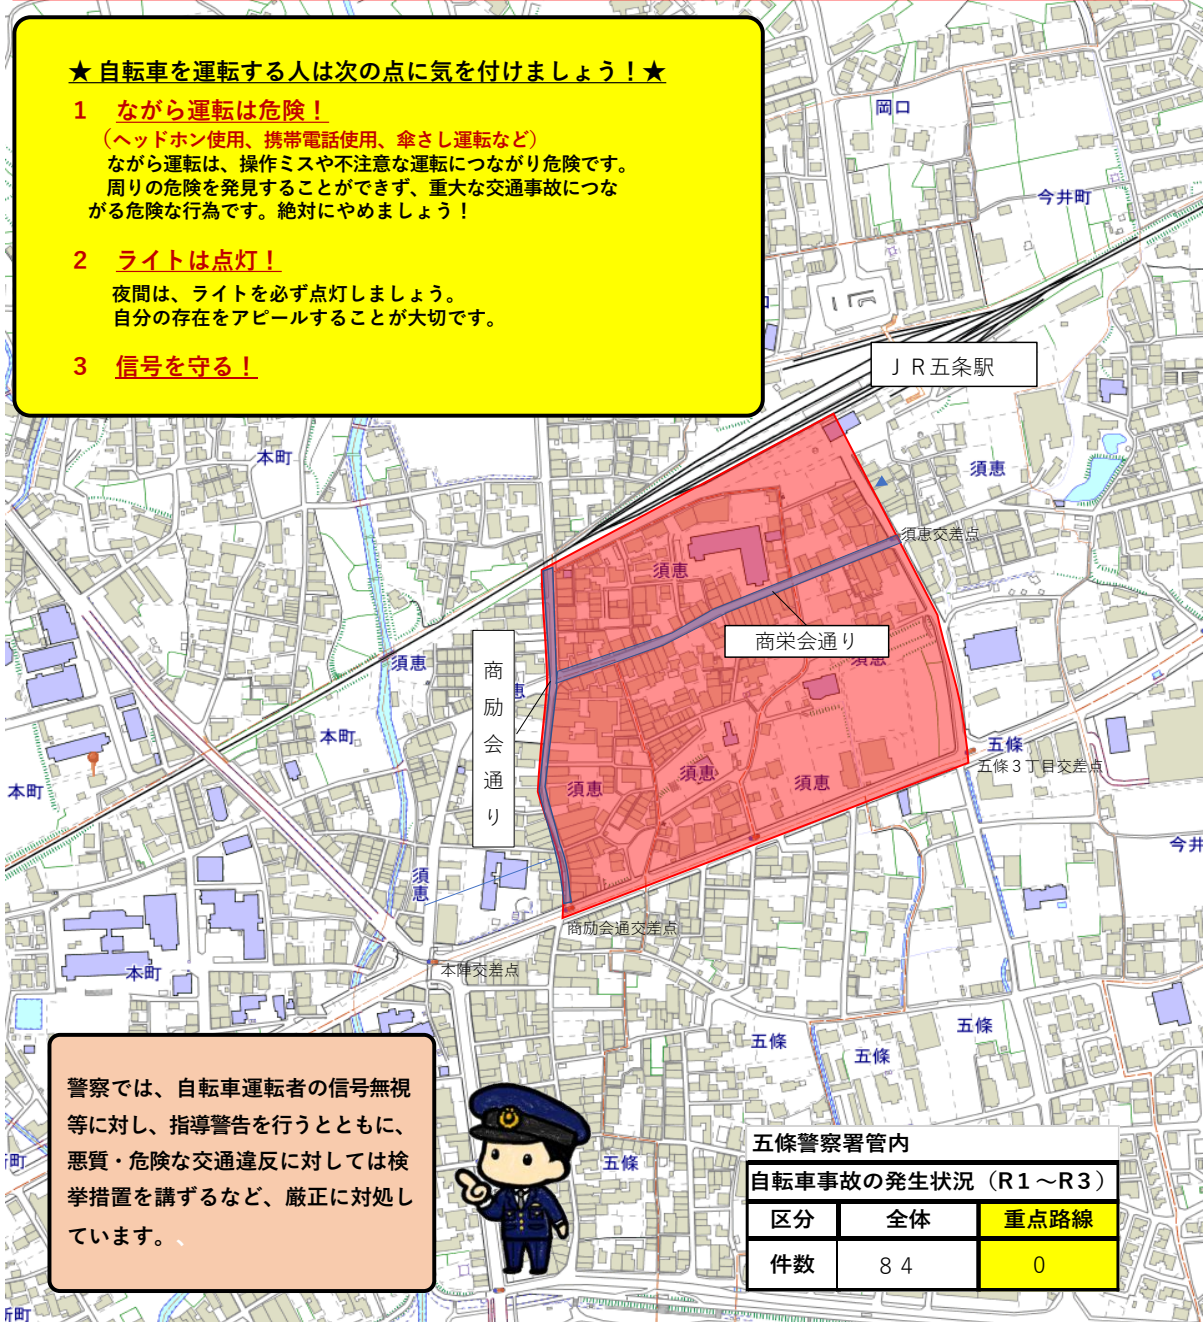 ★ 自転車を運転する人は次の点に気を付けましょう！★
1 ながら運転は危険！
（ヘッドホン使用、携帯電話使用、傘さし運転など）
ながら運転は、操作ミスや不注意な運転につながり危険です。
周りの危険を発見することができず、重大な交通事故につな
がる危険な行為です。絶対にやめましょう！
2 ライトは点灯！
夜間は、ライトを必ず点灯しましょう。
自分の存在をアピールすることが大切です。
3 信号を守る！
岡口
今井町
口
ＪＲ五条駅
本町
須恵
須恵交差点
須恵
商栄会通り
須恵
商励会通り
須恵
恵
本町
五條
五條３丁目交差点
本町
須恵
須恵
須恵
今井
須恵
商励会通交差点
本町
本陣交差点
五條
五條
五條
警察では、自転車運転者の信号無視
等に対し、指導警告を行うとともに、
悪質・危険な交通違反に対しては検
挙措置を講ずるなど、厳正に対処し
ています。、
町
五條
五條警察署管内
自転車事故の発生状況（R１～R３）
区分 全体 重点路線
件数 ８４ ０
町